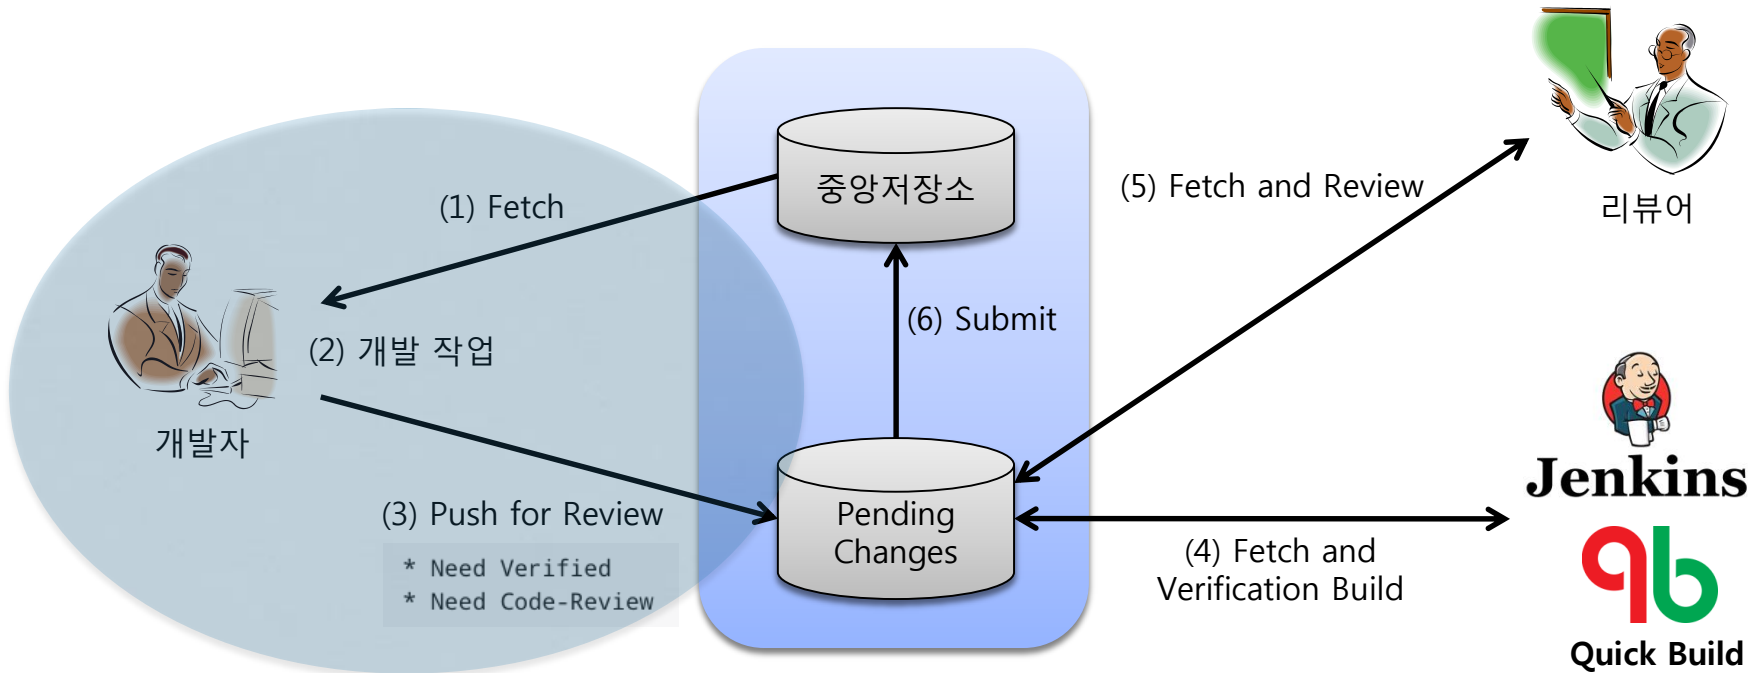 중앙저장소
(1) Fetch
(5) Fetch and Review
리뷰어
(2) 개발 작업
(6) Submit
개발자
(3) Push for Review
* Need Verified
* Need Code-Review
Pending
Changes
(4) Fetch and
Verification Build
Jenkins
qb
Quick Build